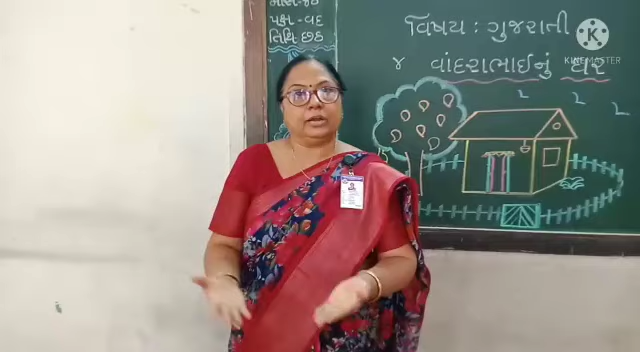 પક્ષ - વદ
તિથિ છઠ
વિષય : ગુજરાતી
૪ વાંદરાભાઈનું ઘર
KINEMASTER